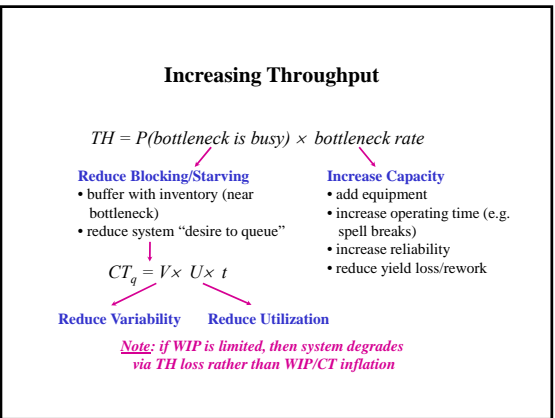 Increasing Throughput
TH = P(bottleneck is busy) × bottleneck rate
Reduce Blocking/Starving
• buffer with inventory (near
bottleneck)
• reduce system “desire to queue”
Increase Capacity
• add equipment
• increase operating time (e.g.
spell breaks)
• increase reliability
• reduce yield loss/rework
CTq = V× U× t
Reduce Variability
Reduce Utilization
Note: if WIP is limited, then system degrades
via TH loss rather than WIP/CT inflation